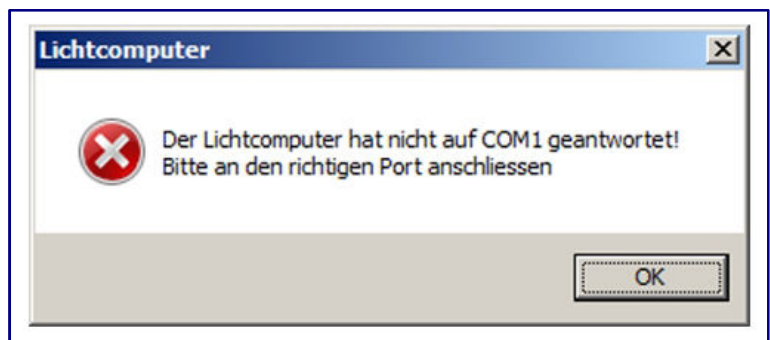 Lichtcomputer
Der Lichtcomputer hat nicht auf COM1 geantwortet!
Bitte an den richtigen Port anschliessen
OK